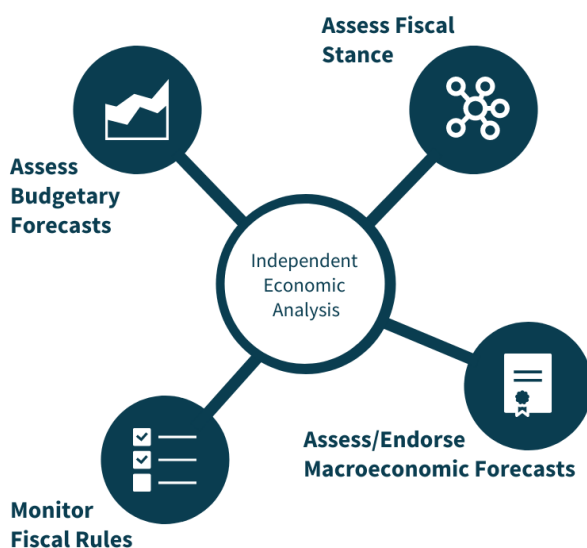 Assess Fiscal
Stance
Assess
Budgetary
Forecasts
Independent
Economic
Analysis
Assess/Endorse
Macroeconomic Forecasts
Monitor
Fiscal Rules